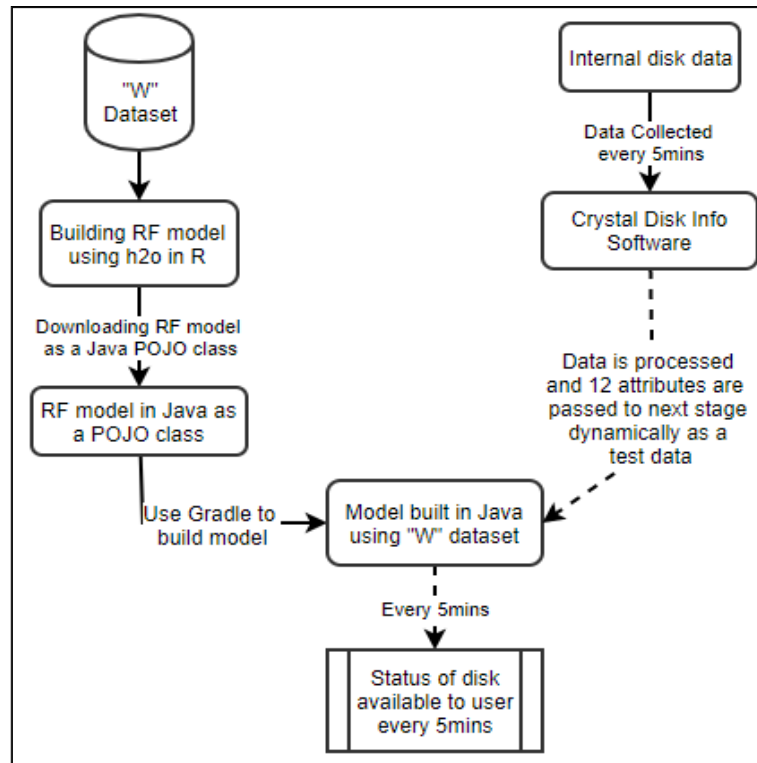 "W"
Dataset
Building RF model
using h2o in R
Downloading RF model
as a Java POJO class
RF model in Java as
a POJO class
Use Gradle to
build model
Internal disk data
Data Collected
every 5mins
Crystal Disk Info
Software
Data is processed
and 12 attributes are
passed to next stage
dynamically as a
test data
Model built in Java
using "W" dataset
Every 5mins
Status of disk
available to user
every 5mins